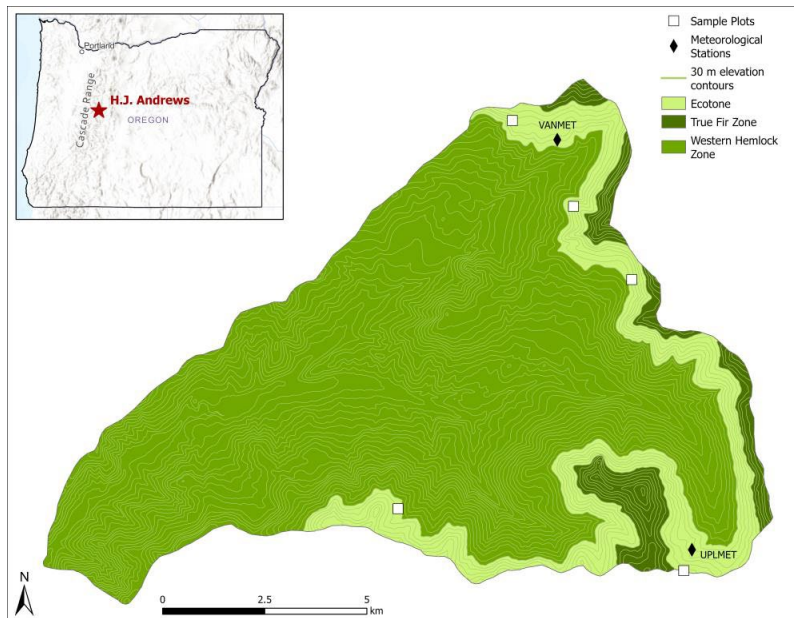 Portland
H.J. Andrews
Cascade Range
OREGON
Sample Plots
Meteorological
Stations
30 m elevation
contours
Ecotone
True Fir Zone
Western Hemlock
Zone
VANMET
UPLMET
N
0 2.5 5
km